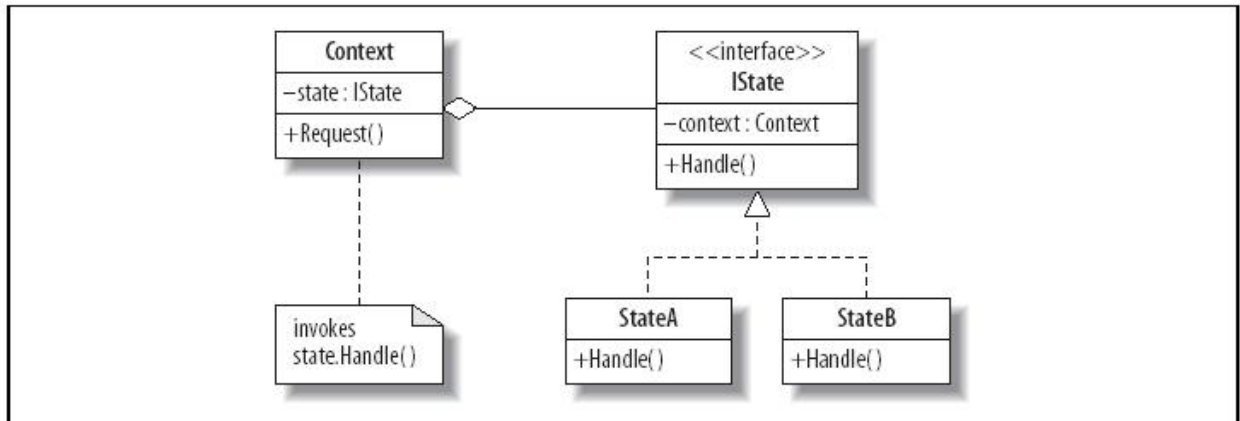 Context
–state : IState
+Request()
<<interface>>
IState
–context : Context
+Handle()
invokes
state.Handle()
StateA
+Handle()
StateB
+Handle()